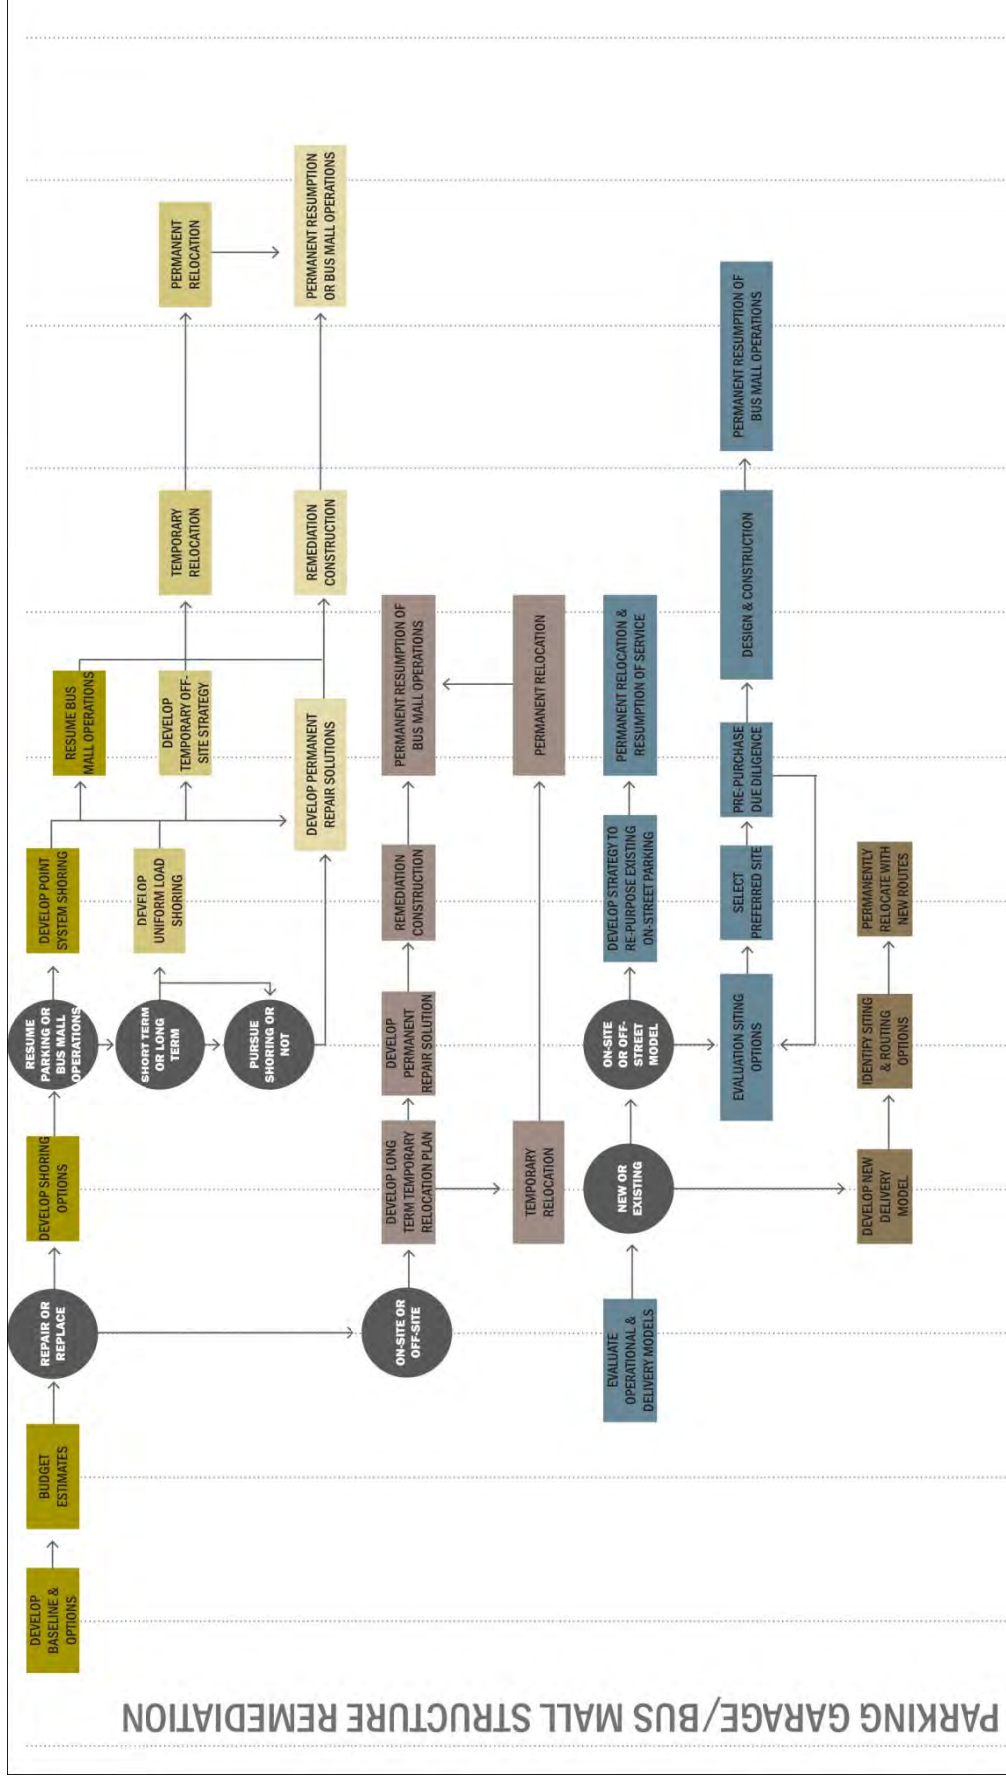 PARKING GARAGE/BUS MALL STRUCTURE REMEDIATION
DEVELOP
BASELINE &
OPTIONS
BUDGET
ESTIMATES
REPAIR OR
REPLACE
DEVELOP SHORING
OPTIONS
RESUME
PARKING OR
BUS MALL
OPERATIONS
DEVELOP POINT
SYSTEM SHORING
RESUME BUS
MALL OPERATIONS
SHORT TERM
OR LONG
TERM
DEVELOP
UNIFORM LOAD
SHORING
DEVELOP
TEMPORARY OFF-
SITE STRATEGY
TEMPORARY
RELOCATION
PERMANENT
RELOCATION
PURSUE
SHORING OR
NOT
DEVELOP PERMANENT
REPAIR SOLUTIONS
REMEDIATION
CONSTRUCTION
PERMANENT RESUMPTION
OR BUS MALL OPERATIONS
ON-SITE OR
OFF-SITE
DEVELOP LONG
TERM TEMPORARY
RELOCATION PLAN
DEVELOP
PERMANENT
REPAIR SOLUTION
REMEDIATION
CONSTRUCTION
PERMANENT RESUMPTION OF
BUS MALL OPERATIONS
TEMPORARY
RELOCATION
PERMANENT RELOCATION
EVALUATE
OPERATIONAL &
DELIVERY MODELS
NEW OR
EXISTING
ON-SITE
OR OFF-
STREET
MODEL
DEVELOP STRATEGY TO
RE-PURPOSE EXISTING
ON-STREET PARKING
PERMANENT RELOCATION &
RESUMPTION OF SERVICE
EVALUATION SITING
OPTIONS
SELECT
PREFERRED SITE
PRE-PURCHASE
DUE DILIGENCE
DESIGN & CONSTRUCTION
PERMANENT RESUMPTION OF
BUS MALL OPERATIONS
DEVELOP NEW
DELIVERY
MODEL
IDENTIFY SITING
& ROUTING
OPTIONS
PERMANENTLY
RELOCATE WITH
NEW ROUTES